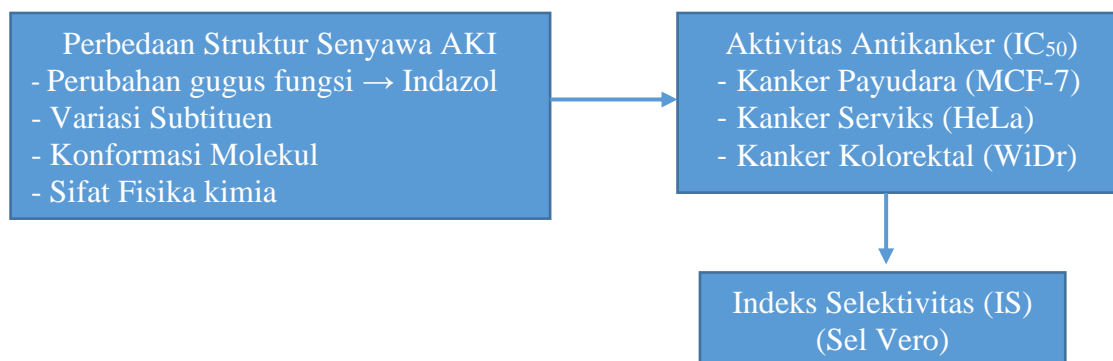 Perbedaan Struktur Senyawa AKI
- Perubahan gugus fungsi → Indazol
- Variasi Subtituen
- Konformasi Molekul
- Sifat Fisika kimia
Aktivitas Antikanker (IC₅₀)
- Kanker Payudara (MCF-7)
- Kanker Serviks (HeLa)
- Kanker Kolorektal (WiDr)
Indeks Selektivitas (IS)
(Sel Vero)